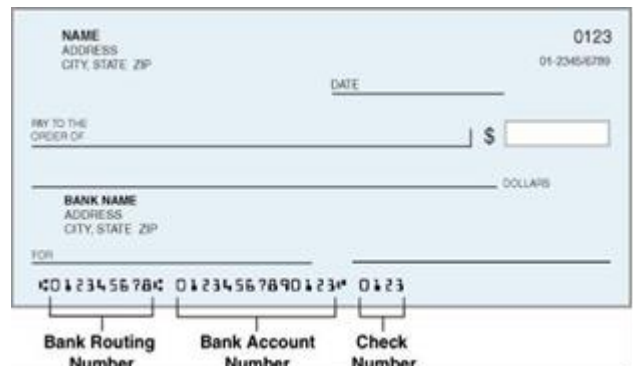 NAME
0123
ADDRESS
01-2345/6789
CITY, STATE ZIP
DATE
PAY TO THE
ORDER OF
$
DOLLARS
BANK NAME
ADDRESS
CITY, STATE ZIP
FOR
⑆012345678⑆ 01234567890123⑈ 0123
Bank Routing Number
Bank Account Number
Check Number